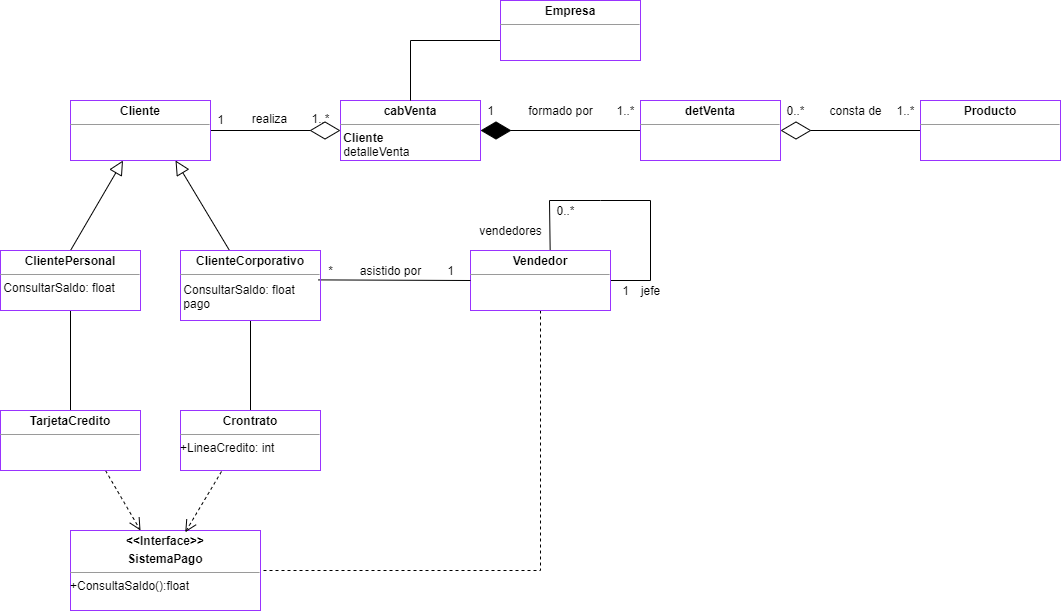 Empresa
Cliente
1
realiza
1..*
cabVenta
Cliente
detalleVenta
1
formado por
1..*
detVenta
0..*
consta de
1..*
Producto
0..*
vendedores
ClientePersonal
ConsultarSaldo: float
ClienteCorporativo
ConsultarSaldo: float
pago
*
asistido por
1
Vendedor
1
jefe
TarjetaCredito
Crontrato
+LineaCredito: int
<<Interface>>
SistemaPago
+ConsultaSaldo():float